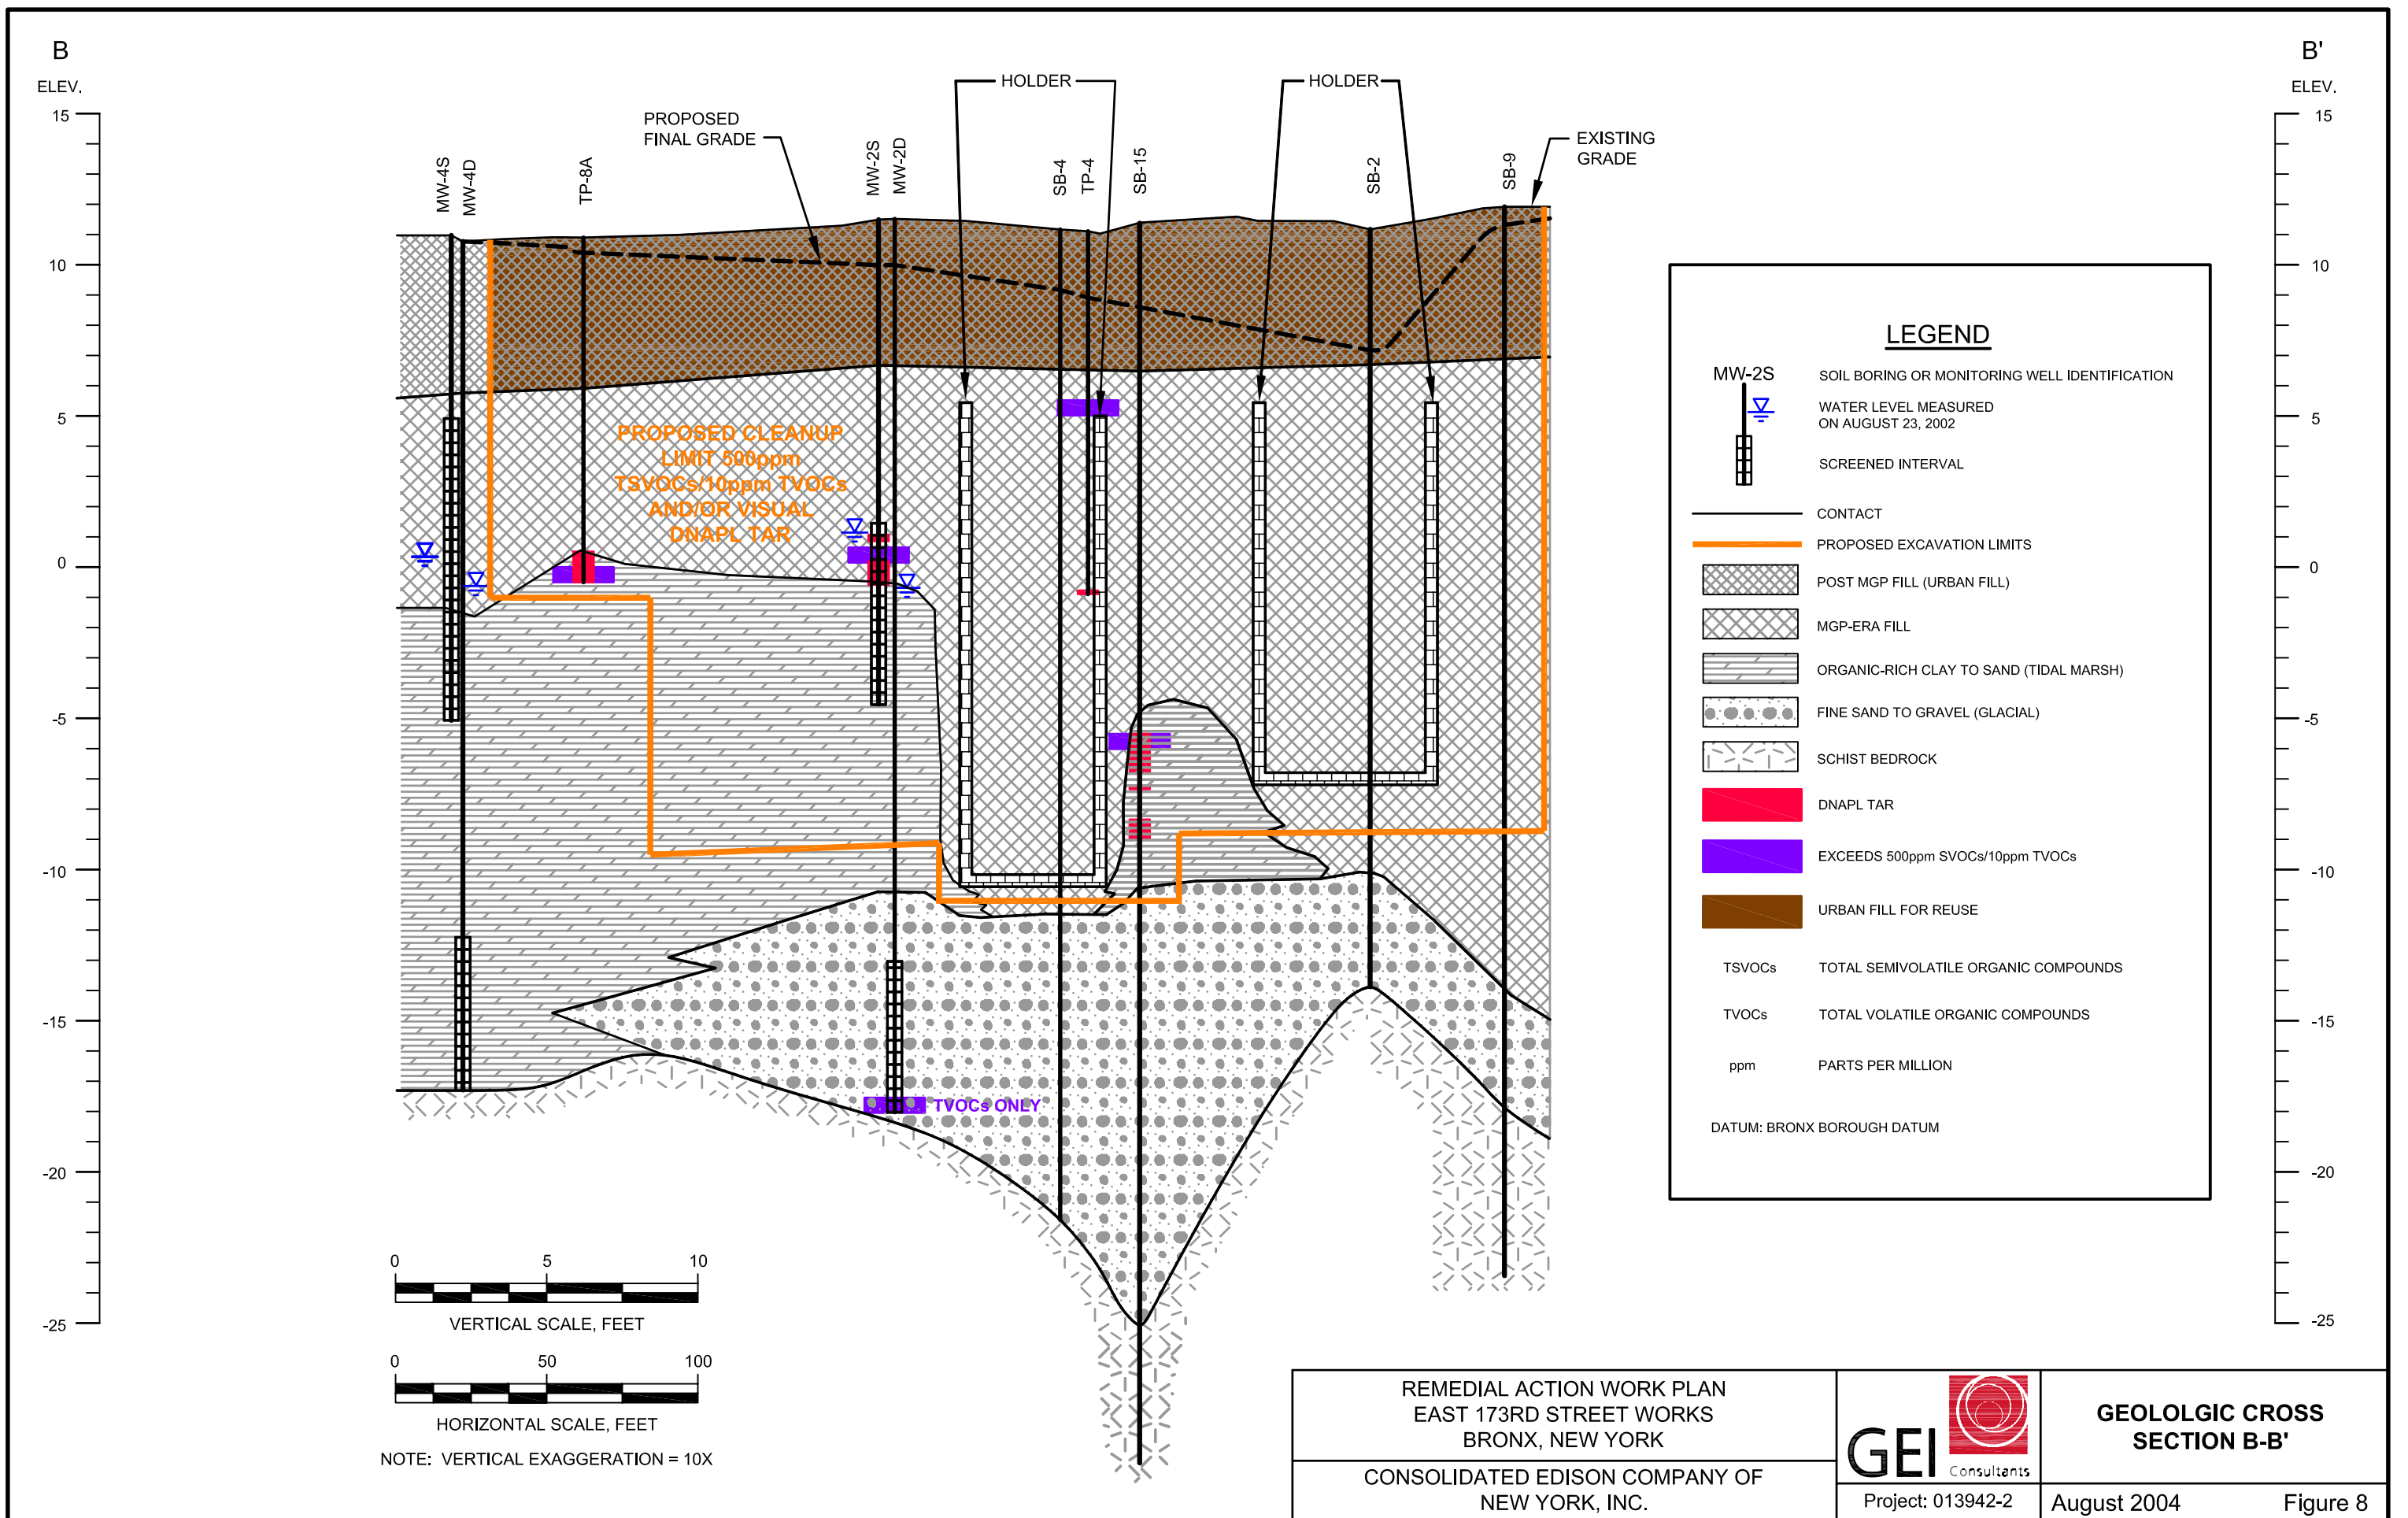 B
ELEV.
15
10
5
0
-5
-10
-15
-20
-25
B'
ELEV.
15
10
5
0
-5
-10
-15
-20
-25
MW-4S
MW-4D
TP-8A
PROPOSED
FINAL GRADE
MW-2S
MW-2D
HOLDER
SB-4
TP-4
SB-15
HOLDER
SB-2
SB-9
EXISTING
GRADE
PROPOSED CLEANUP
LIMIT 500ppm
TSVOCs/10ppm TVOCs
AND/OR VISUAL
DNAPL TAR
TVOCs ONLY
LEGEND
MW-2S
SOIL BORING OR MONITORING WELL IDENTIFICATION
WATER LEVEL MEASURED
ON AUGUST 23, 2002
SCREENED INTERVAL
CONTACT
PROPOSED EXCAVATION LIMITS
POST MGP FILL (URBAN FILL)
MGP-ERA FILL
ORGANIC-RICH CLAY TO SAND (TIDAL MARSH)
FINE SAND TO GRAVEL (GLACIAL)
SCHIST BEDROCK
DNAPL TAR
EXCEEDS 500ppm SVOCs/10ppm TVOCs
URBAN FILL FOR REUSE
TSVOCs TOTAL SEMIVOLATILE ORGANIC COMPOUNDS
TVOCs TOTAL VOLATILE ORGANIC COMPOUNDS
ppm PARTS PER MILLION
DATUM: BRONX BOROUGH DATUM
0 5 10
VERTICAL SCALE, FEET
0 50 100
HORIZONTAL SCALE, FEET
NOTE: VERTICAL EXAGGERATION = 10X
REMEDIAL ACTION WORK PLAN
EAST 173RD STREET WORKS
BRONX, NEW YORK
CONSOLIDATED EDISON COMPANY OF
NEW YORK, INC.
GEI
Consultants
Project: 013942-2
GEOLOLGIC CROSS
SECTION B-B'
August 2004
Figure 8